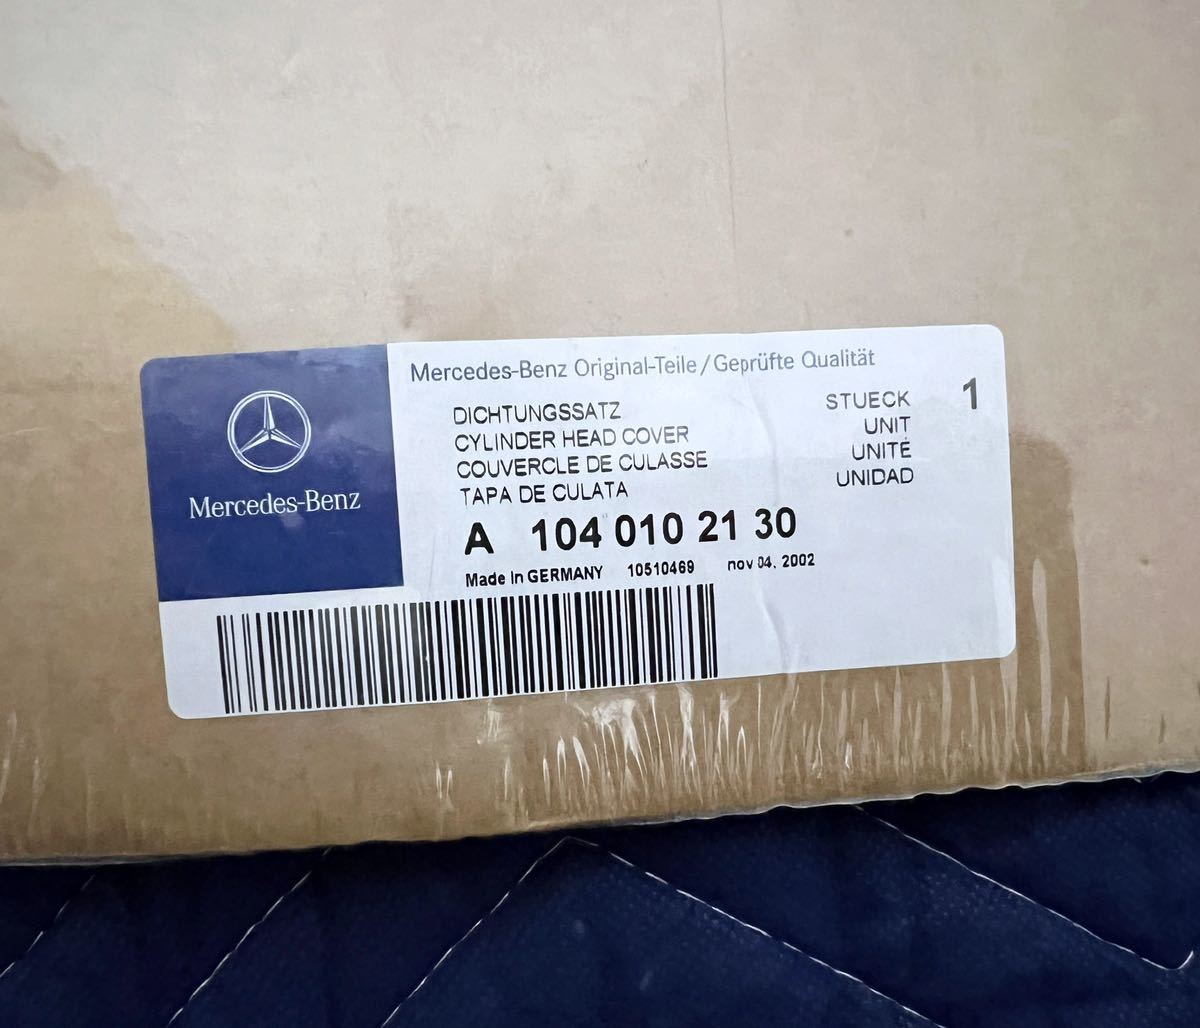 Mercedes-Benz
Mercedes-Benz Original-Teile/Geprüfte Qualität
DICHTUNGSSATZ STUECK 1
CYLINDER HEAD COVER UNIT
COUVERCLE DE CULASSE UNITÉ
TAPA DE CULATA UNIDAD
A 104 010 21 30
Made in GERMANY 10510469 nov 04, 2002